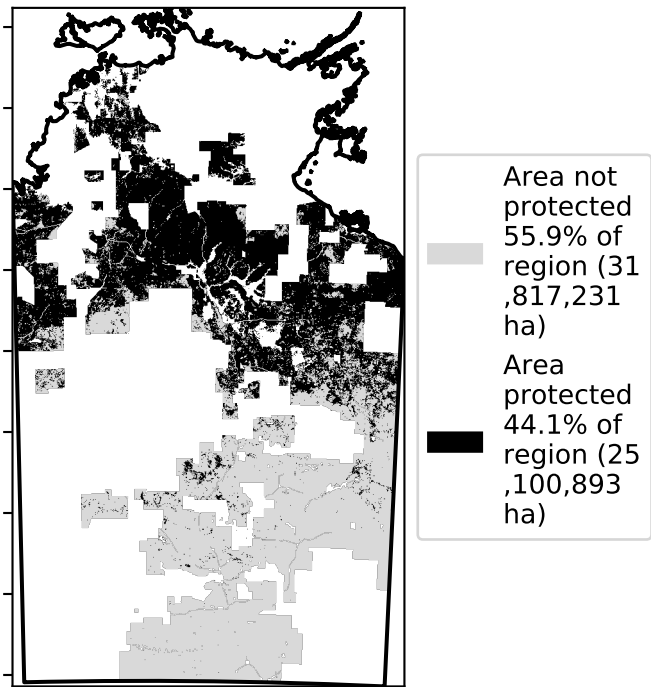 Area not
protected
55.9% of
region (31
,817,231
ha)
Area
protected
44.1% of
region (25
,100,893
ha)